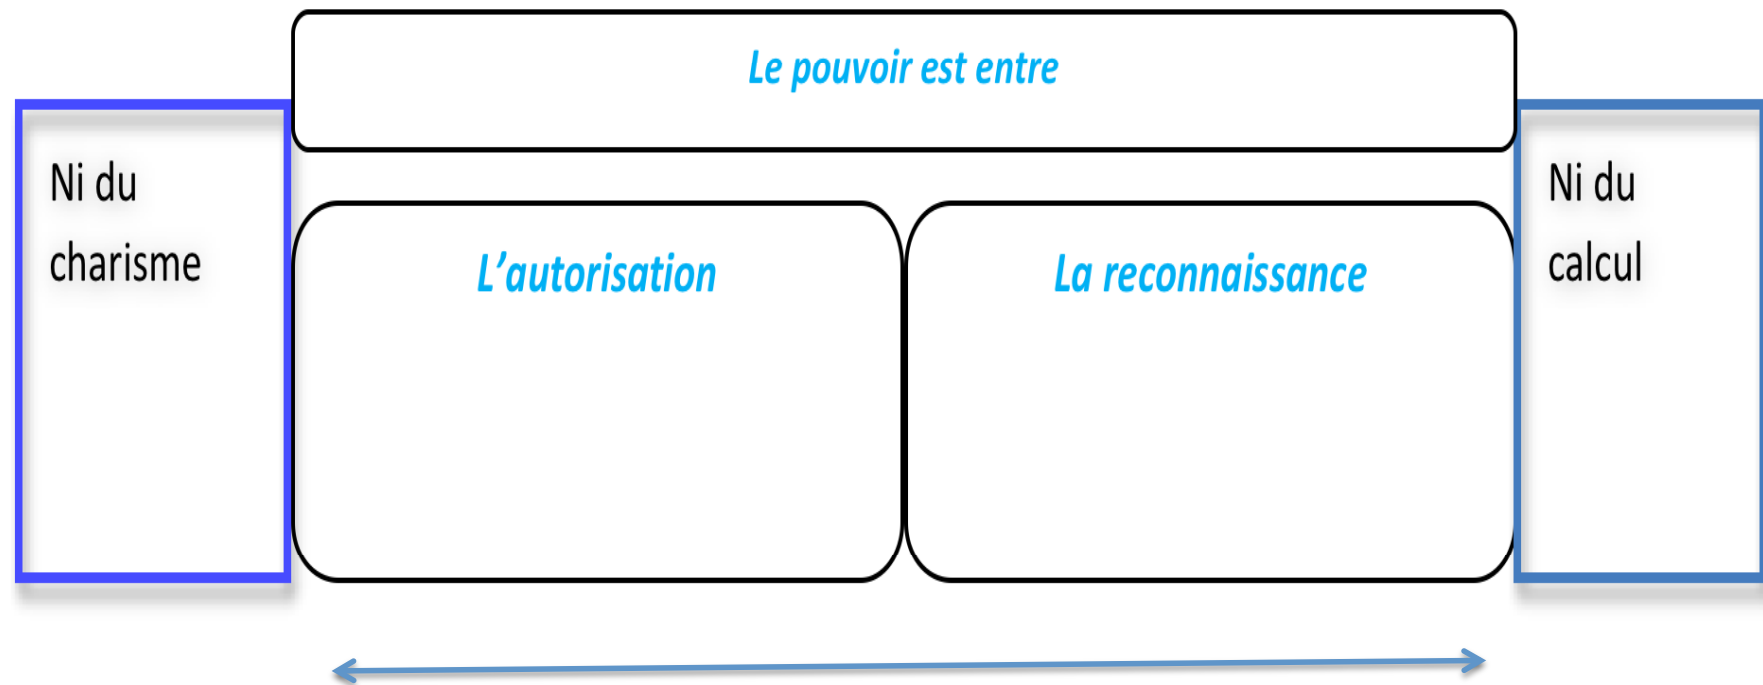 Le pouvoir est entre
Ni du
charisme
L’autorisation
La reconnaissance
Ni du
calcul